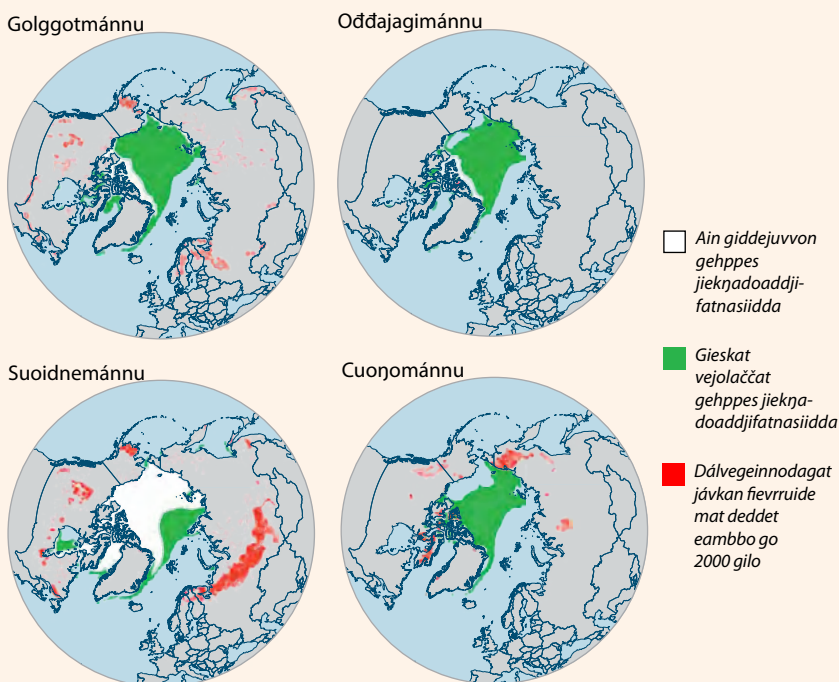 Golggotmánnu
Ođđajagimánnu
Suoidnemánnu
Cuoŋománnu
Ain giddejuvvon
gehppes
jiekŋadoaddji-
fatnasiidda
Gieskat
vejolaččat
gehppes jiekŋa-
doaddjifatnasiidda
Dálvegeinnodagat
jávkan fievrruide
mat deddet
eambbo go
2000 gilo